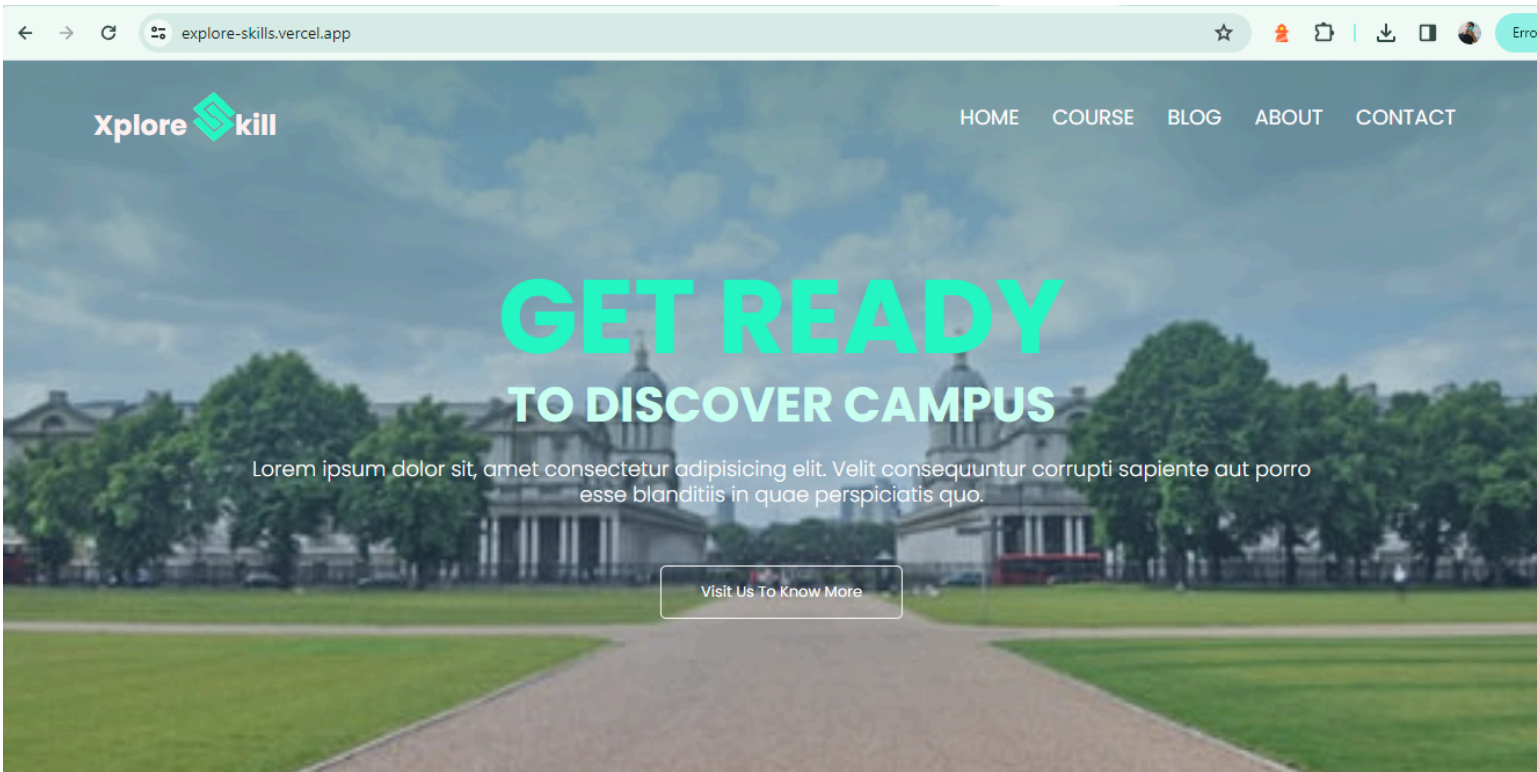 explore-skills.vercel.app
Erro
Xplore Skill
HOME COURSE BLOG ABOUT CONTACT
GET READY
TO DISCOVER CAMPUS
Lorem ipsum dolor sit, amet consectetur adipisicing elit. Velit consequuntur corrupti sapiente aut porro
esse blanditiis in quae perspiciatis quo.
Visit Us To Know More